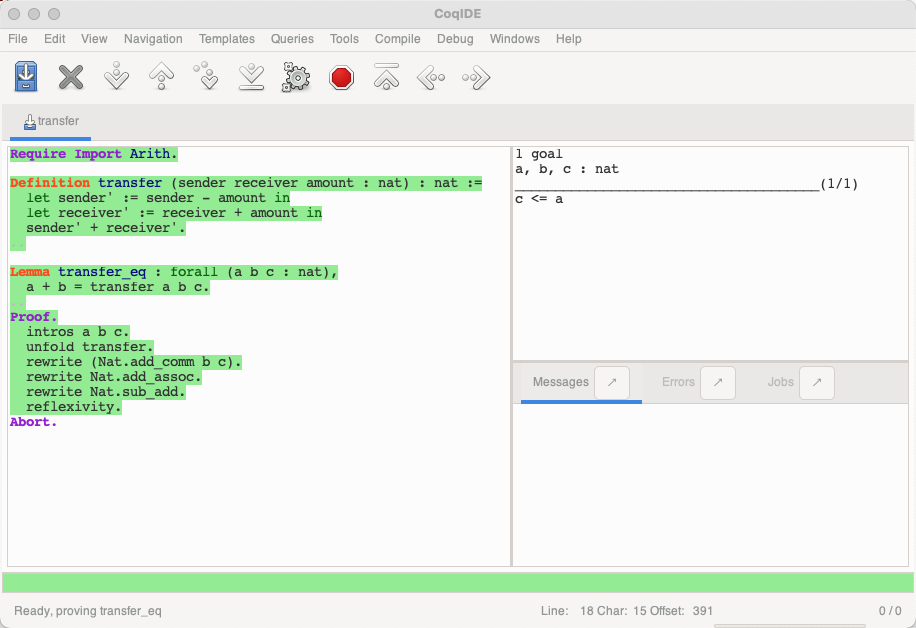 CoqIDE
File Edit View Navigation Templates Queries Tools Compile Debug Windows Help
transfer
Require Import Arith.
Definition transfer (sender receiver amount : nat) : nat :=
let sender' := sender - amount in
let receiver' := receiver + amount in
sender' + receiver'.
Lemma transfer_eq : forall (a b c : nat),
a + b = transfer a b c.
Proof.
intros a b c.
unfold transfer.
rewrite (Nat.add_comm b c).
rewrite Nat.add_assoc.
rewrite Nat.sub_add.
reflexivity.
Abort.
1 goal
a, b, c : nat
______________________________________(1/1)
c <= a
Messages Errors Jobs
Ready, proving transfer_eq
Line: 18 Char: 15 Offset: 391
0 / 0